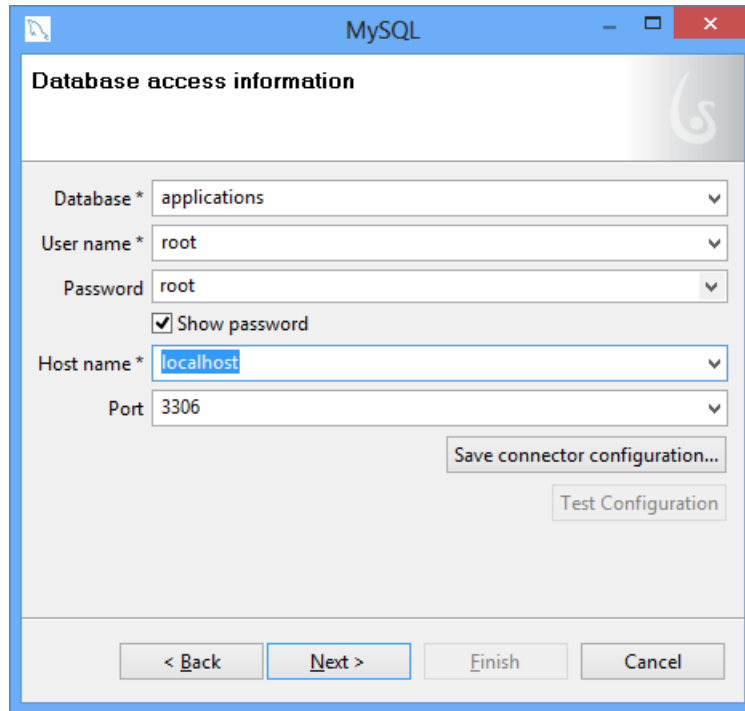 MySQL
Database access information
Database * applications
User name * root
Password root
Show password
Host name * localhost
Port 3306
Save connector configuration...
Test Configuration
< Back Next > Finish Cancel